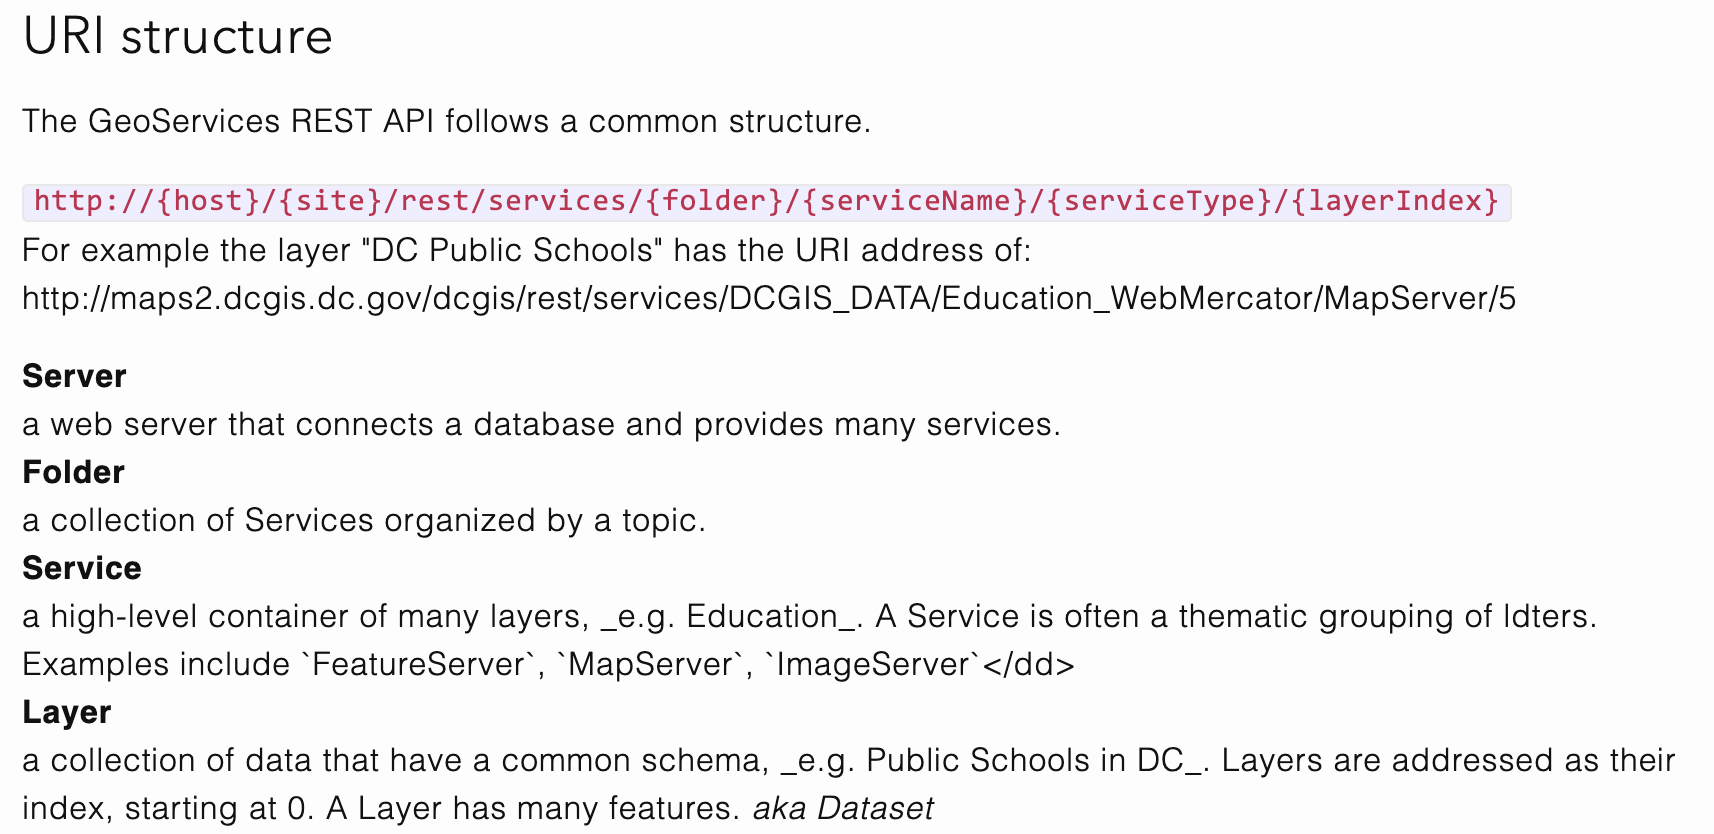 URI structure
The GeoServices REST API follows a common structure.
http://{host}/{site}/rest/services/{folder}/{serviceName}/{serviceType}/{layerIndex}
For example the layer "DC Public Schools" has the URI address of:
http://maps2.dcgis.dc.gov/dcgis/rest/services/DCGIS_DATA/Education_WebMercator/MapServer/5
Server
a web server that connects a database and provides many services.
Folder
a collection of Services organized by a topic.
Service
a high-level container of many layers, _e.g. Education_. A Service is often a thematic grouping of ldters.
Examples include `FeatureServer`, `MapServer`, `ImageServer`</dd>
Layer
a collection of data that have a common schema, _e.g. Public Schools in DC_. Layers are addressed as their
index, starting at 0. A Layer has many features. aka Dataset